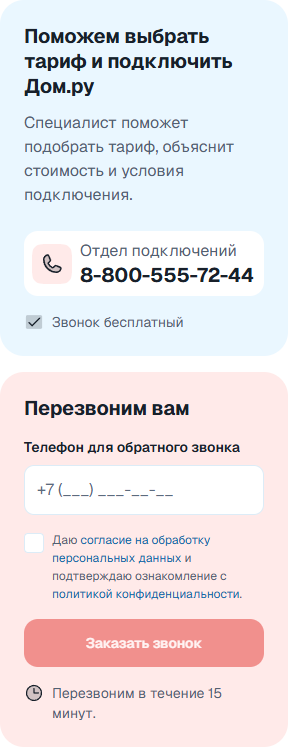 Поможем выбрать
тариф и подключить
Дом.ру
Специалист поможет
подобрать тариф, объяснит
стоимость и условия
подключения.
Отдел подключений
8-800-555-72-44
Звонок бесплатный
Перезвоним вам
Телефон для обратного звонка
+7 (___) ___-__-__
Даю согласие на обработку
персональных данных и
подтверждаю ознакомление с
политикой конфиденциальности.
Заказать звонок
Перезвоним в течение 15
минут.